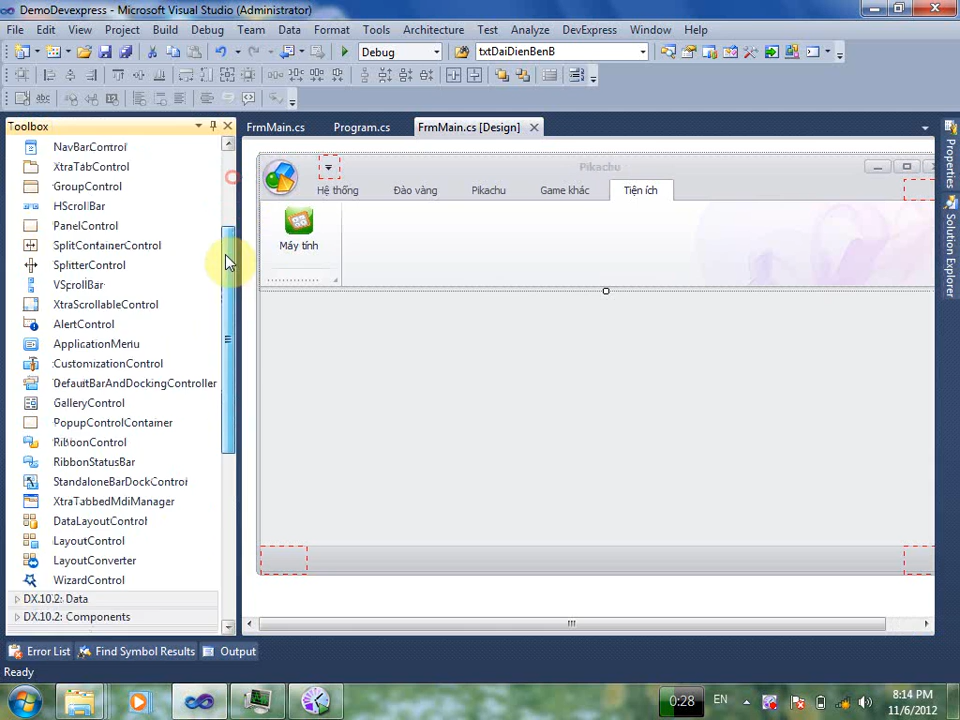 DemoDevexpress - Microsoft Visual Studio (Administrator)
File Edit View Project Build Debug Team Data Format Tools Architecture Test Analyze DevExpress Window Help
Debug txtDaiDienBenB
Toolbox
FrmMain.cs Program.cs FrmMain.cs [Design]
NavBarControl
XtraTabControl
GroupControl
HScrollBar
PanelControl
SplitContainerControl
SplitterControl
VScrollBar
XtraScrollableControl
AlertControl
ApplicationMenu
CustomizationControl
DefaultBarAndDockingController
GalleryControl
PopupControlContainer
RibbonControl
RibbonStatusBar
StandaloneBarDockControl
XtraTabbedMdiManager
DataLayoutControl
LayoutControl
LayoutConverter
WizardControl
DX.10.2: Data
DX.10.2: Components
Pikachu
Hệ thống Đào vàng Pikachu Game khác Tiện ích
Máy tính
Properties
Solution Explorer
Error List Find Symbol Results Output
Ready
0:28 EN 8:14 PM
11/6/2012